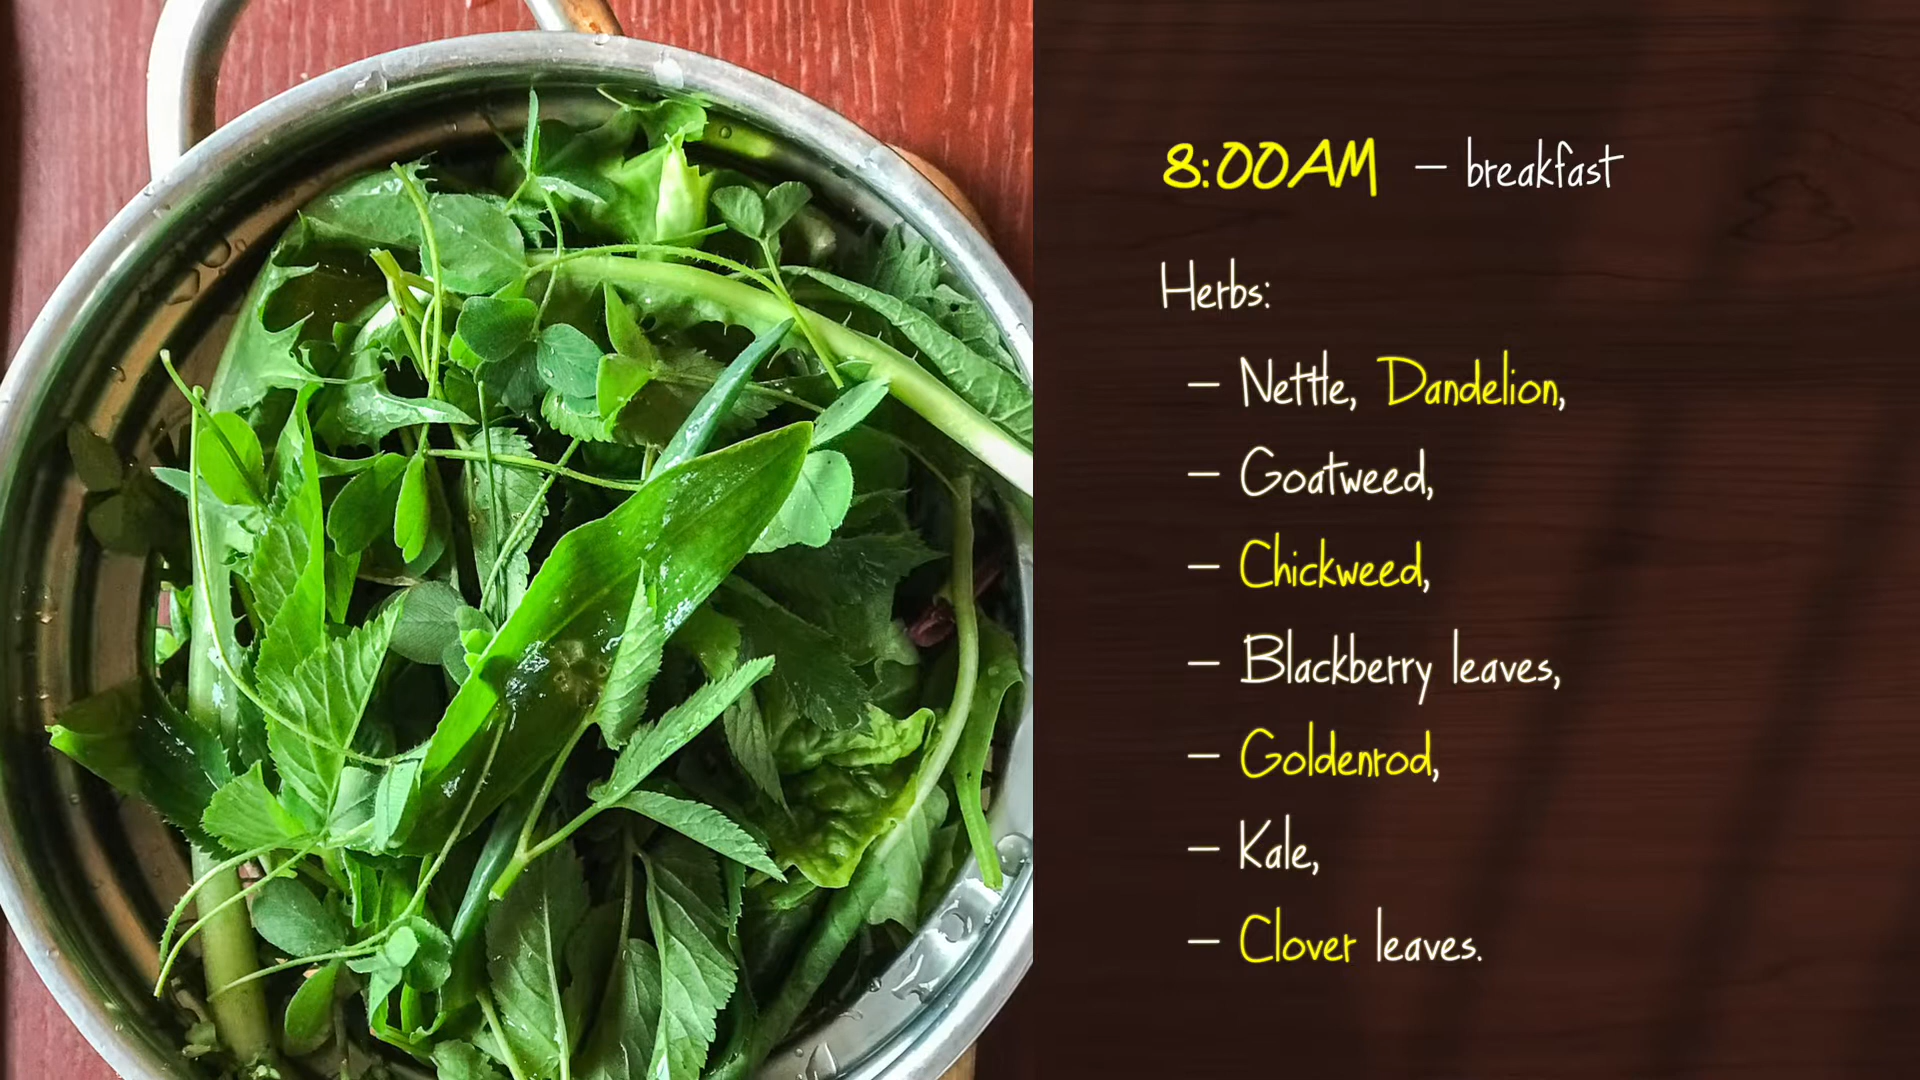 8:00AM – breakfast
Herbs:
– Nettle, Dandelion,
– Goatweed,
– Chickweed,
– Blackberry leaves,
– Goldenrod,
– Kale,
– Clover leaves.